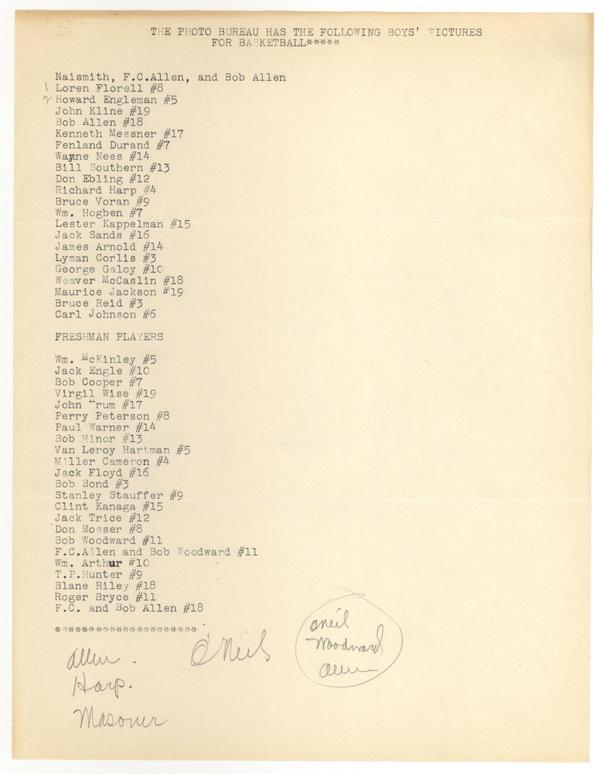 THE PHOTO BUREAU HAS THE FOLLOWING BOYS' PICTURES
FOR BASKETBALL*****
Naismith, F.C.Allen, and Bob Allen
1 Loren Florell #8
2 Howard Engleman #5
John Kline #19
Bob Allen #18
Kenneth Messner #17
Fenland Durand #7
Wayne Nees #14
Bill Southern #13
Don Ebling #12
Richard Harp #4
Bruce Voran #9
Wm. Hogben #7
Lester Kappelman #15
Jack Sands #16
James Arnold #14
Lyman Corlis #3
George Galoy #10
Weaver McCaslin #18
Maurice Jackson #19
Bruce Reid #3
Carl Johnson #6
FRESHMAN PLAYERS
Wm. McKinley #5
Jack Engle #10
Bob Cooper #7
Virgil Wise #19
John #17
Perry Peterson #8
Paul Warner #14
Bob Minor #13
Van Leroy Hartman #5
Miller Cameron #4
Jack Floyd #16
Bob Bond #3
Stanley Stauffer #9
Clint Kanaga #15
Jack Trice #12
Don Mosser #8
Bob Woodward #11
F.C.Allen and Bob Woodward #11
Wm. Arthur #10
T.P.Hunter #9
Blane Riley #18
Roger Bryce #11
F.C. and Bob Allen #18
*******************
Allen.
Harp.
Masoner
O'Neil
Oneil
Woodward
Allen